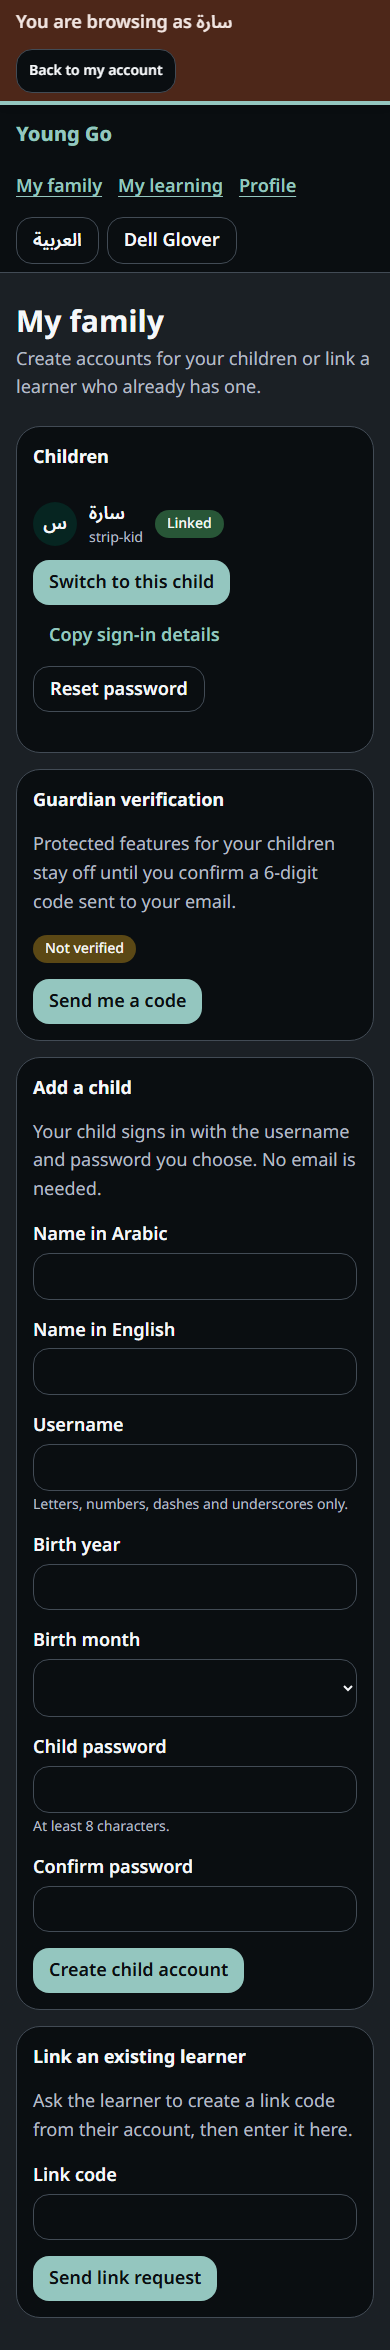 You are browsing as سارة
Back to my account
Young Go
My family My learning Profile
العربية Dell Glover
My family
Create accounts for your children or link a
learner who already has one.
Children
س
سارة
strip-kid
Linked
Switch to this child
Copy sign-in details
Reset password
Guardian verification
Protected features for your children
stay off until you confirm a 6-digit
code sent to your email.
Not verified
Send me a code
Add a child
Your child signs in with the username
and password you choose. No email is
needed.
Name in Arabic
Name in English
Username
Letters, numbers, dashes and underscores only.
Birth year
Birth month
Child password
At least 8 characters.
Confirm password
Create child account
Link an existing learner
Ask the learner to create a link code
from their account, then enter it here.
Link code
Send link request